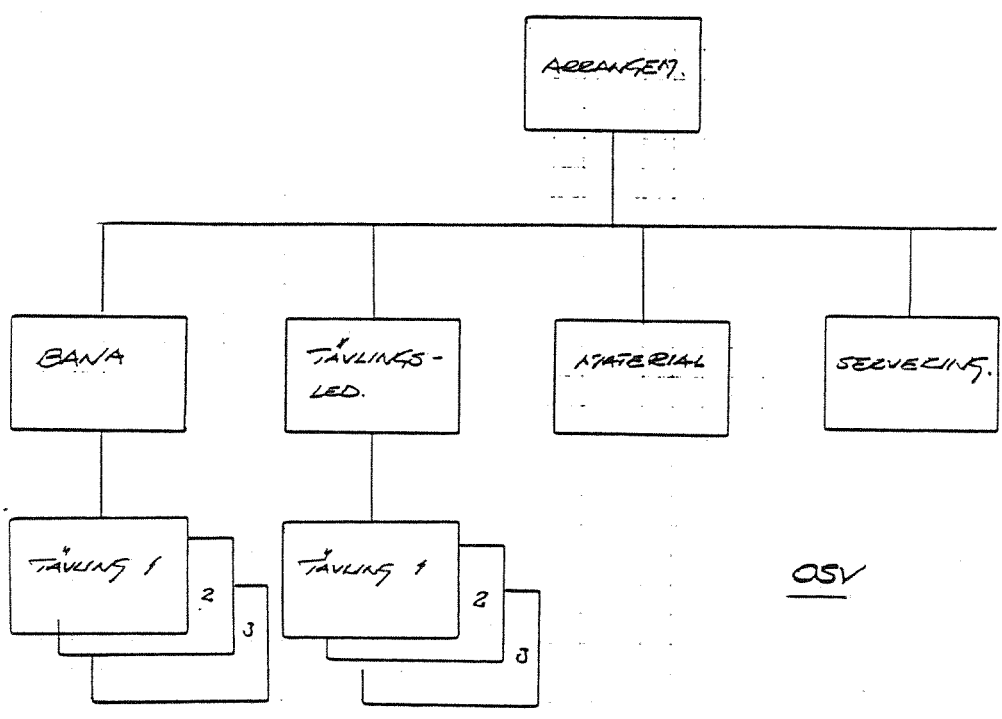 ARRANGEM.
BANA
TÄVLINGS-
LED.
MATERIAL
SERVERING.
TÄVLING 1
2
3
TÄVLING 1
2
3
OSV